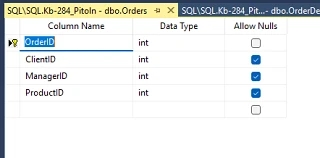 SQL\SQL.Kb-284_PitoIn - dbo.Orders
SQL\SQL.Kb-284_Pit...- dbo.OrderDe
Column Name Data Type Allow Nulls
OrderID int
ClientID int
ManagerID int
ProductID int